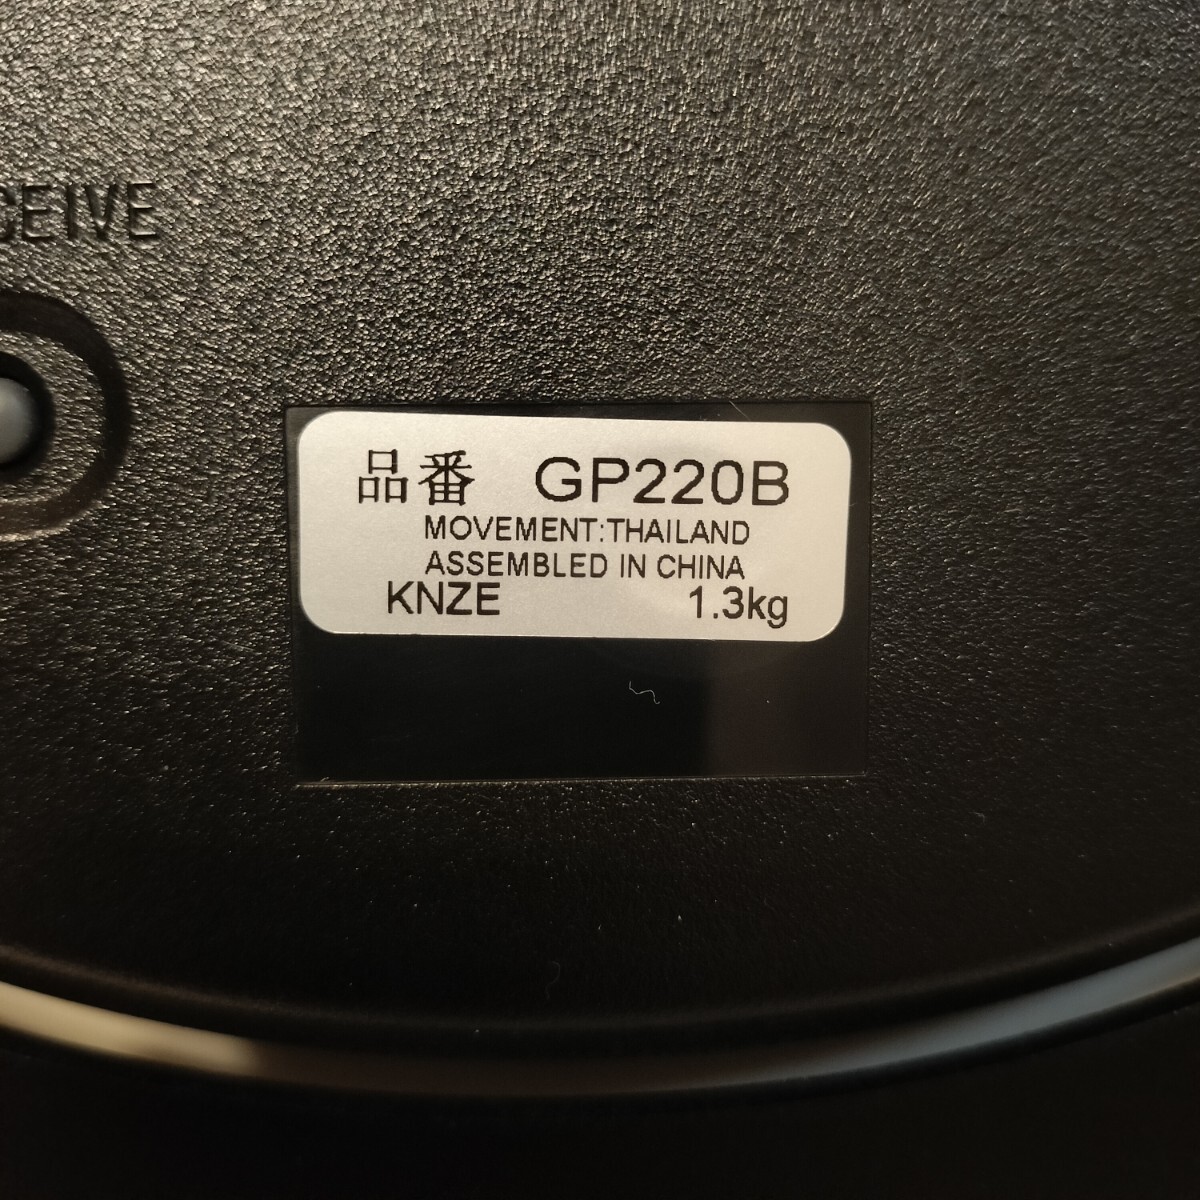 CEIVE
品番 GP220B
MOVEMENT:THAILAND
ASSEMBLED IN CHINA
KNZE 1.3kg